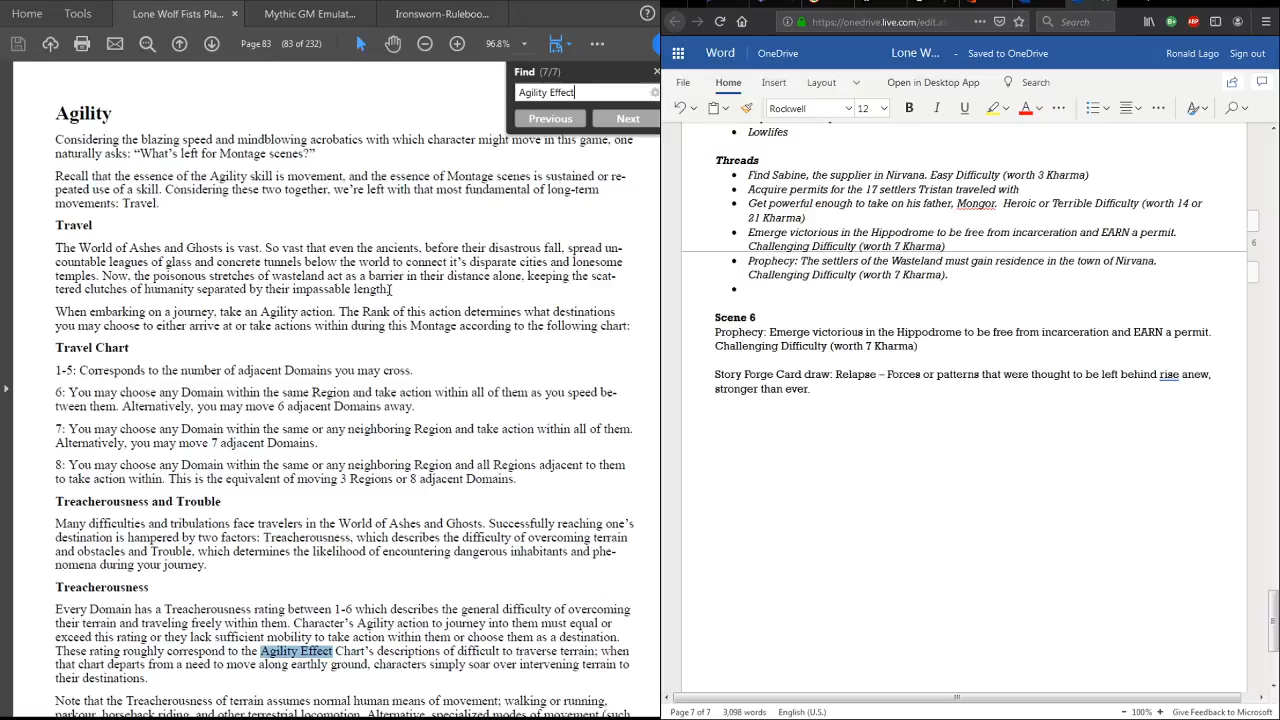 Home
Tools
Lone Wolf Fists Pla...
Mythic GM Emulat...
Ironsworn-Ruleboo...
Page 83 (83 of 232)
96.8%
Find (7/7)
Agility Effect
Previous
Next
Agility
Considering the blazing speed and mindblowing acrobatics with which character might move in this game, one
naturally asks: “What’s left for Montage scenes?”
Recall that the essence of the Agility skill is movement, and the essence of Montage scenes is sustained or re-
peated use of a skill. Considering these two together, we’re left with that most fundamental of long-term
movements: Travel.
Travel
The World of Ashes and Ghosts is vast. So vast that even the ancients, before their disastrous fall, spread un-
countable leagues of glass and concrete tunnels below the world to connect it’s disparate cities and lonesome
temples. Now, the poisonous stretches of wasteland act as a barrier in their distance alone, keeping the scat-
tered clutches of humanity separated by their impassable length.
When embarking on a journey, take an Agility action. The Rank of this action determines what destinations
you may choose to either arrive at or take actions within during this Montage according to the following chart:
Travel Chart
1-5: Corresponds to the number of adjacent Domains you may cross.
6: You may choose any Domain within the same Region and take action within all of them as you speed be-
tween them. Alternatively, you may move 6 adjacent Domains away.
7: You may choose any Domain within the same or any neighboring Region and take action within all of them.
Alternatively, you may move 7 adjacent Domains.
8: You may choose any Domain within the same or any neighboring Region and all Regions adjacent to them
to take action within. This is the equivalent of moving 3 Regions or 8 adjacent Domains.
Treacherousness and Trouble
Many difficulties and tribulations face travelers in the World of Ashes and Ghosts. Successfully reaching one’s
destination is hampered by two factors: Treacherousness, which describes the difficulty of overcoming terrain
and obstacles and Trouble, which determines the likelihood of encountering dangerous inhabitants and phe-
nomena during your journey.
Treacherousness
Every Domain has a Treacherousness rating between 1-6 which describes the general difficulty of overcoming
their terrain and traveling freely within them. Character’s Agility action to journey into them must equal or
exceed this rating or they lack sufficient mobility to take action within them or choose them as a destination.
These rating roughly correspond to the Agility Effect Chart’s descriptions of difficult to traverse terrain; when
that chart departs from a need to move along earthly ground, characters simply soar over intervening terrain to
their destinations.
Note that the Treacherousness of terrain assumes normal human means of movement; walking or running,
parkour, horseback riding, and other terrestrial locomotion. Alternative, specialized modes of movement (such
https://onedrive.live.com/edit.as
Search
Word
OneDrive
Lone W...
- Saved to OneDrive
Ronald Lago
Sign out
File
Home
Insert
Layout
Open in Desktop App
Search
Rockwell
12
Lowlifes
Threads
Find Sabine, the supplier in Nirvana. Easy Difficulty (worth 3 Kharma)
Acquire permits for the 17 settlers Tristan traveled with
Get powerful enough to take on his father, Mongor. Heroic or Terrible Difficulty (worth 14 or
21 Kharma)
Emerge victorious in the Hippodrome to be free from incarceration and EARN a permit.
Challenging Difficulty (worth 7 Kharma)
Prophecy: The settlers of the Wasteland must gain residence in the town of Nirvana.
Challenging Difficulty (worth 7 Kharma).
Scene 6
Prophecy: Emerge victorious in the Hippodrome to be free from incarceration and EARN a permit.
Challenging Difficulty (worth 7 Kharma)
Story Forge Card draw: Relapse – Forces or patterns that were thought to be left behind rise anew,
stronger than ever.
6
Page 7 of 7
3,098 words
English (U.S.)
100%
Give Feedback to Microsoft